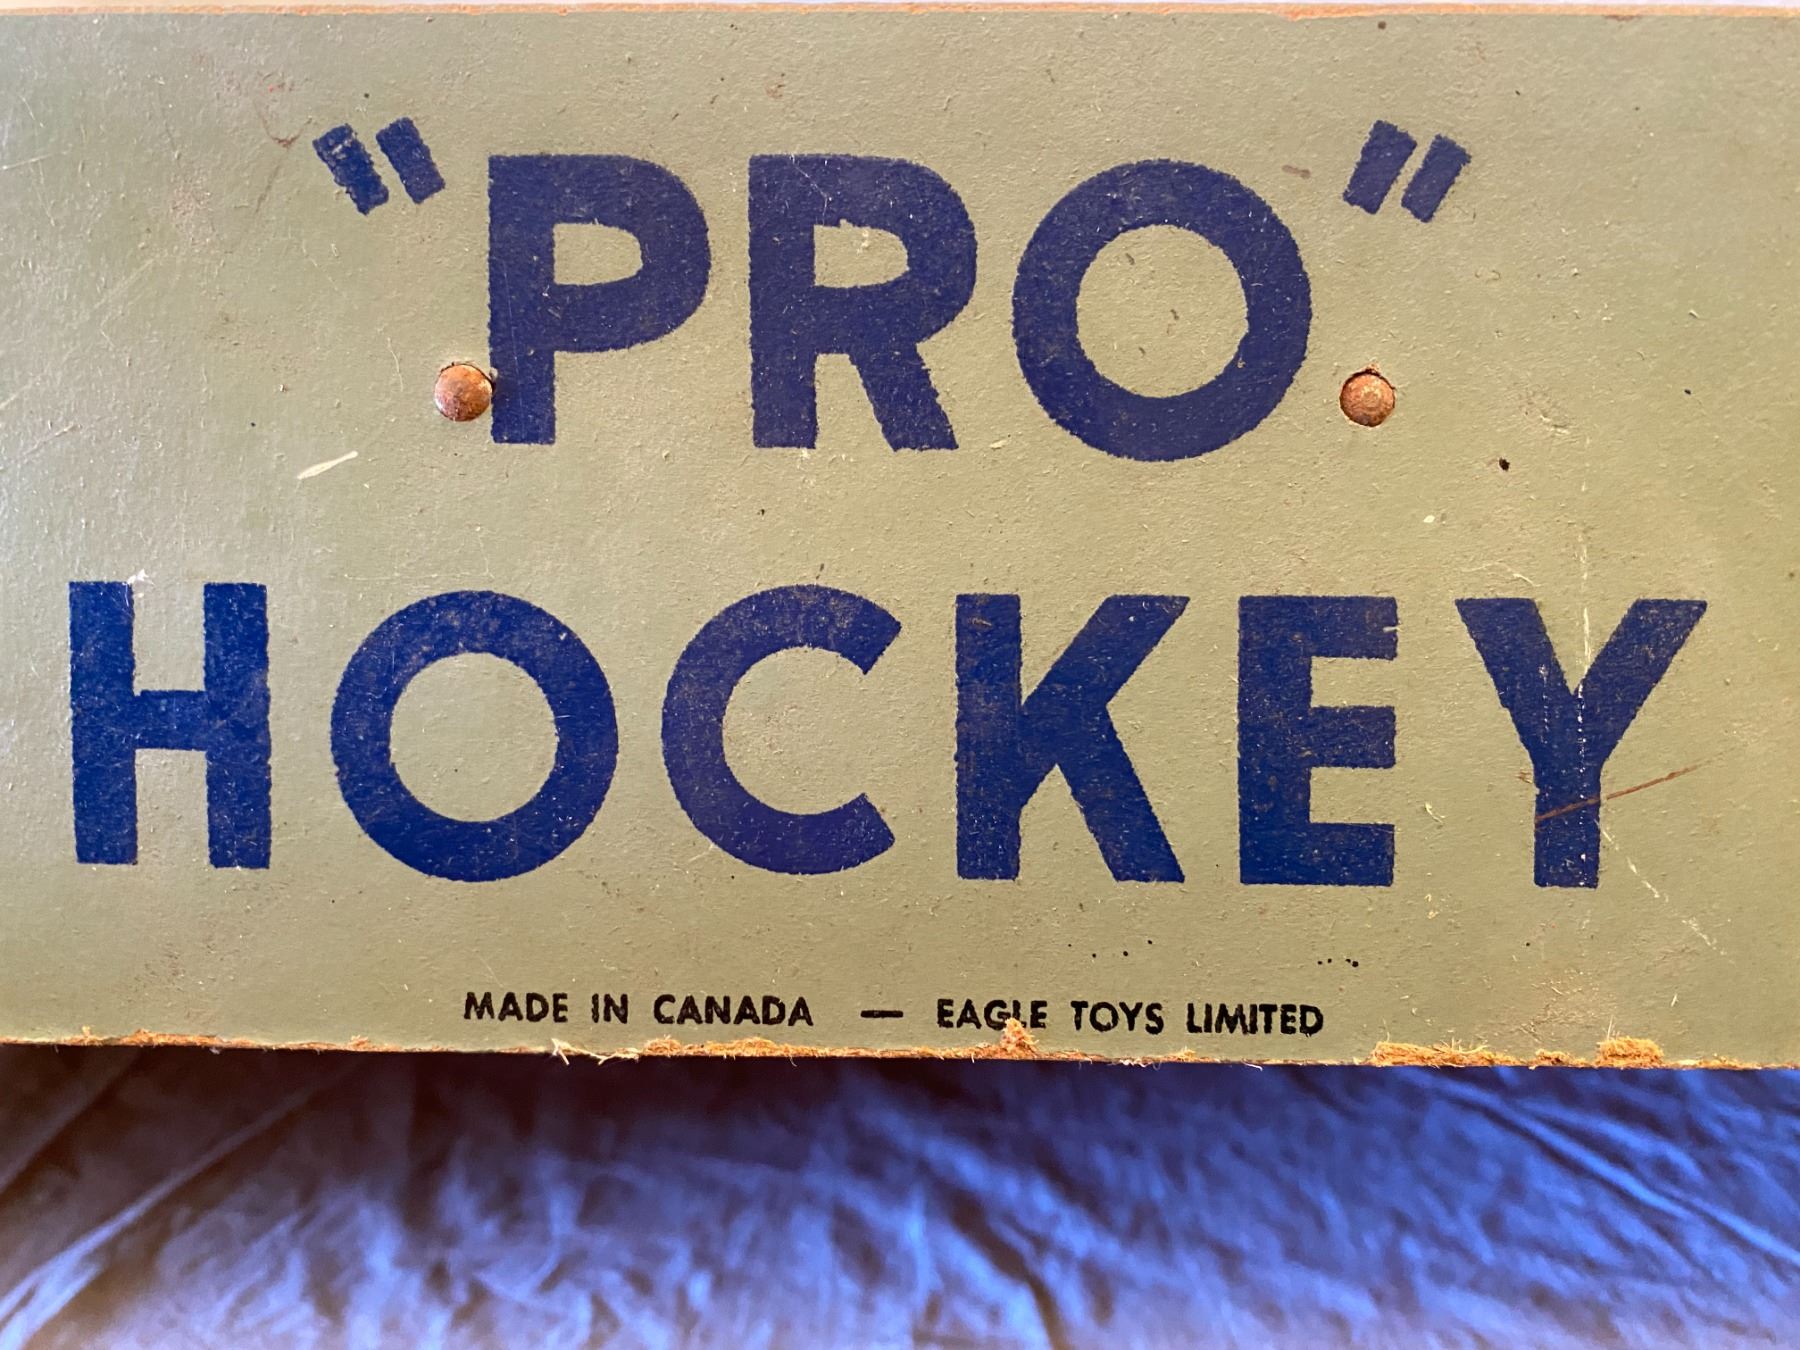 "PRO"
HOCKEY
MADE IN CANADA — EAGLE TOYS LIMITED